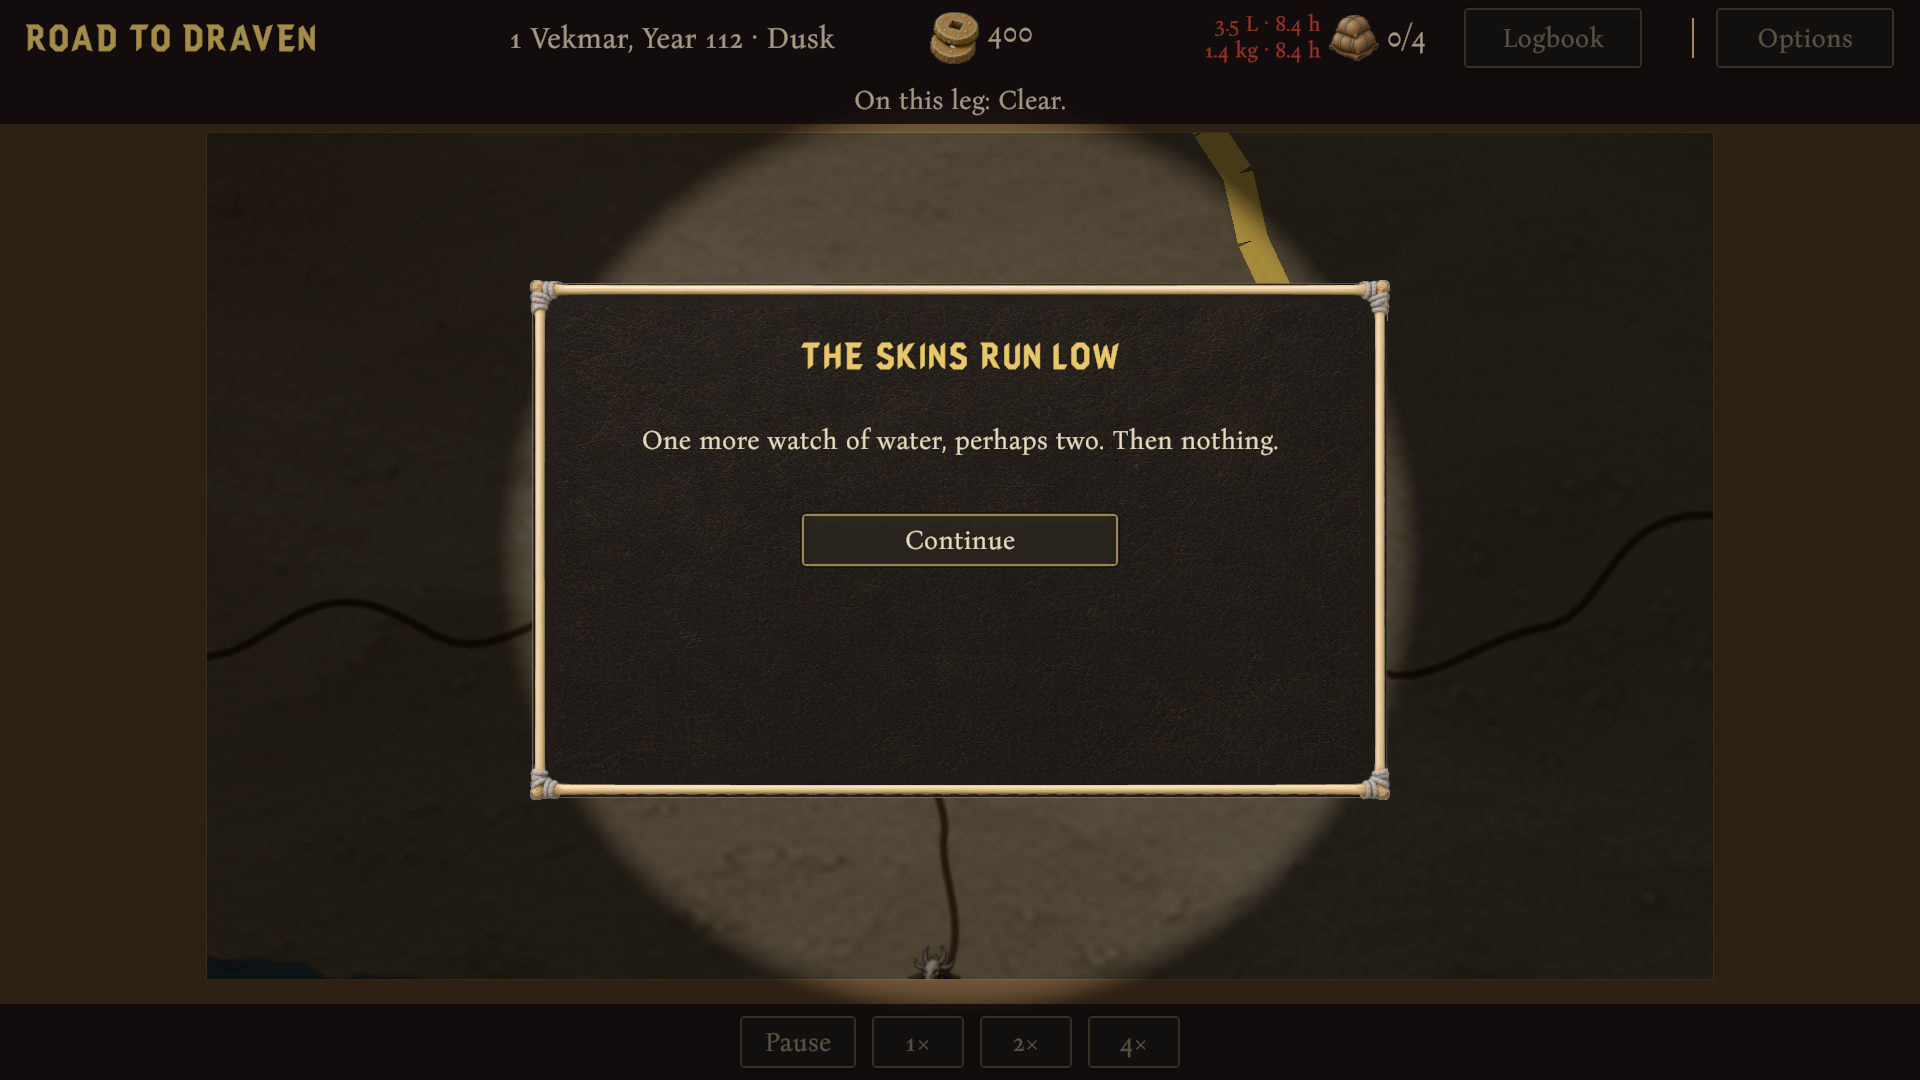 ROAD TO DRAVEN
1 Vekmar, Year 112 · Dusk
400
3.5 L · 8.4 h
1.4 kg · 8.4 h
0/4
Logbook
Options
On this leg: Clear.
THE SKINS RUN LOW
One more watch of water, perhaps two. Then nothing.
Continue
Pause
1×
2×
4×